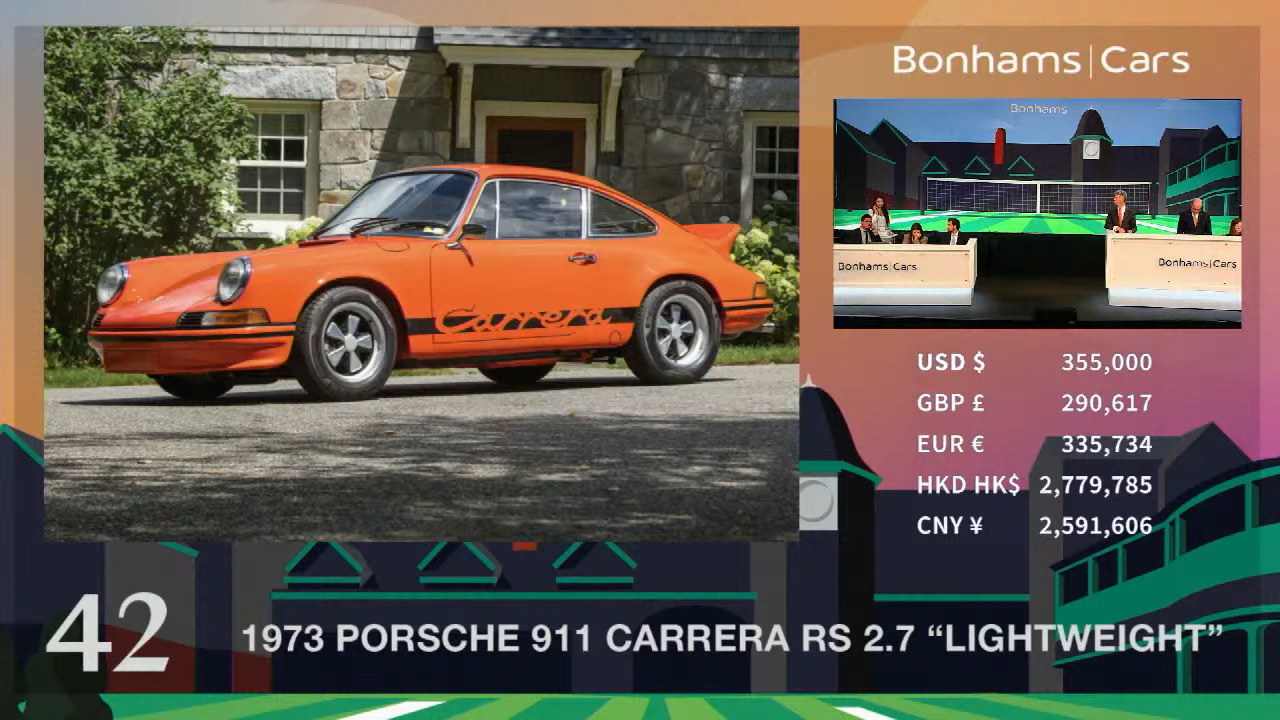 Bonhams|Cars
Bonhams
Bonhams|Cars
Bonhams|Cars
Carrera
USD $ 355,000
GBP £ 290,617
EUR € 335,734
HKD HK$ 2,779,785
CNY ¥ 2,591,606
42
1973 PORSCHE 911 CARRERA RS 2.7 “LIGHTWEIGHT”